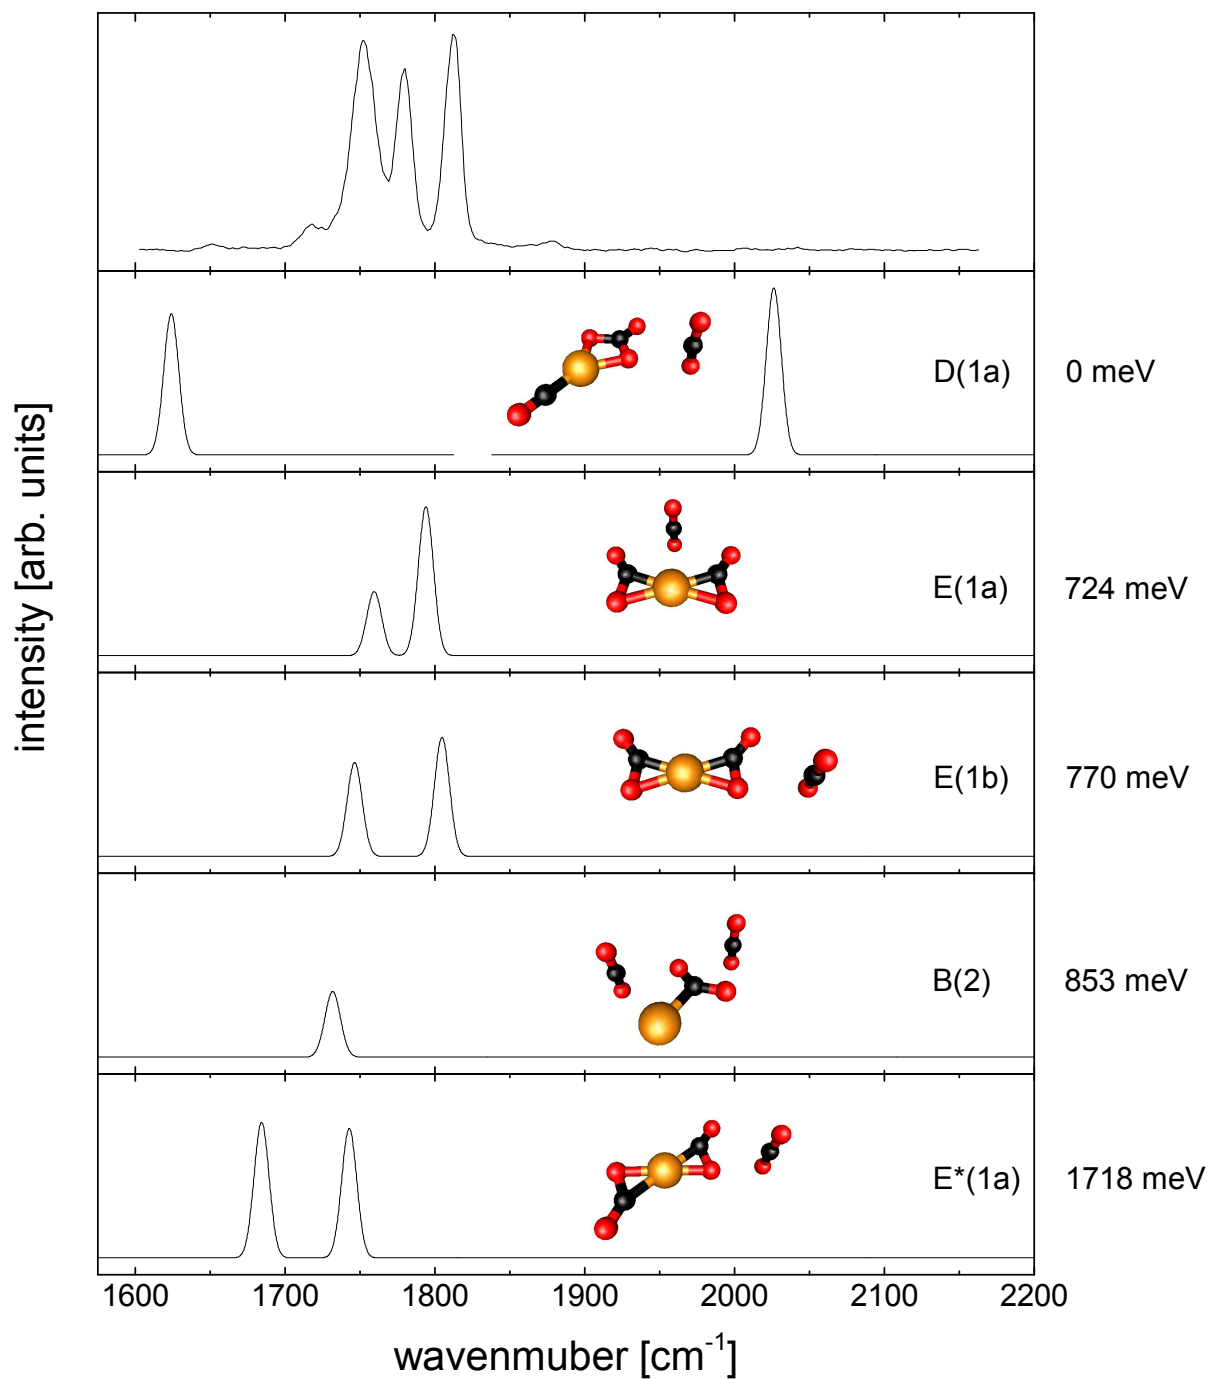 intensity [arb. units]
D(1a) 0 meV
E(1a) 724 meV
E(1b) 770 meV
B(2) 853 meV
E*(1a) 1718 meV
1600 1700 1800 1900 2000 2100 2200
wavenmuber [cm⁻¹]